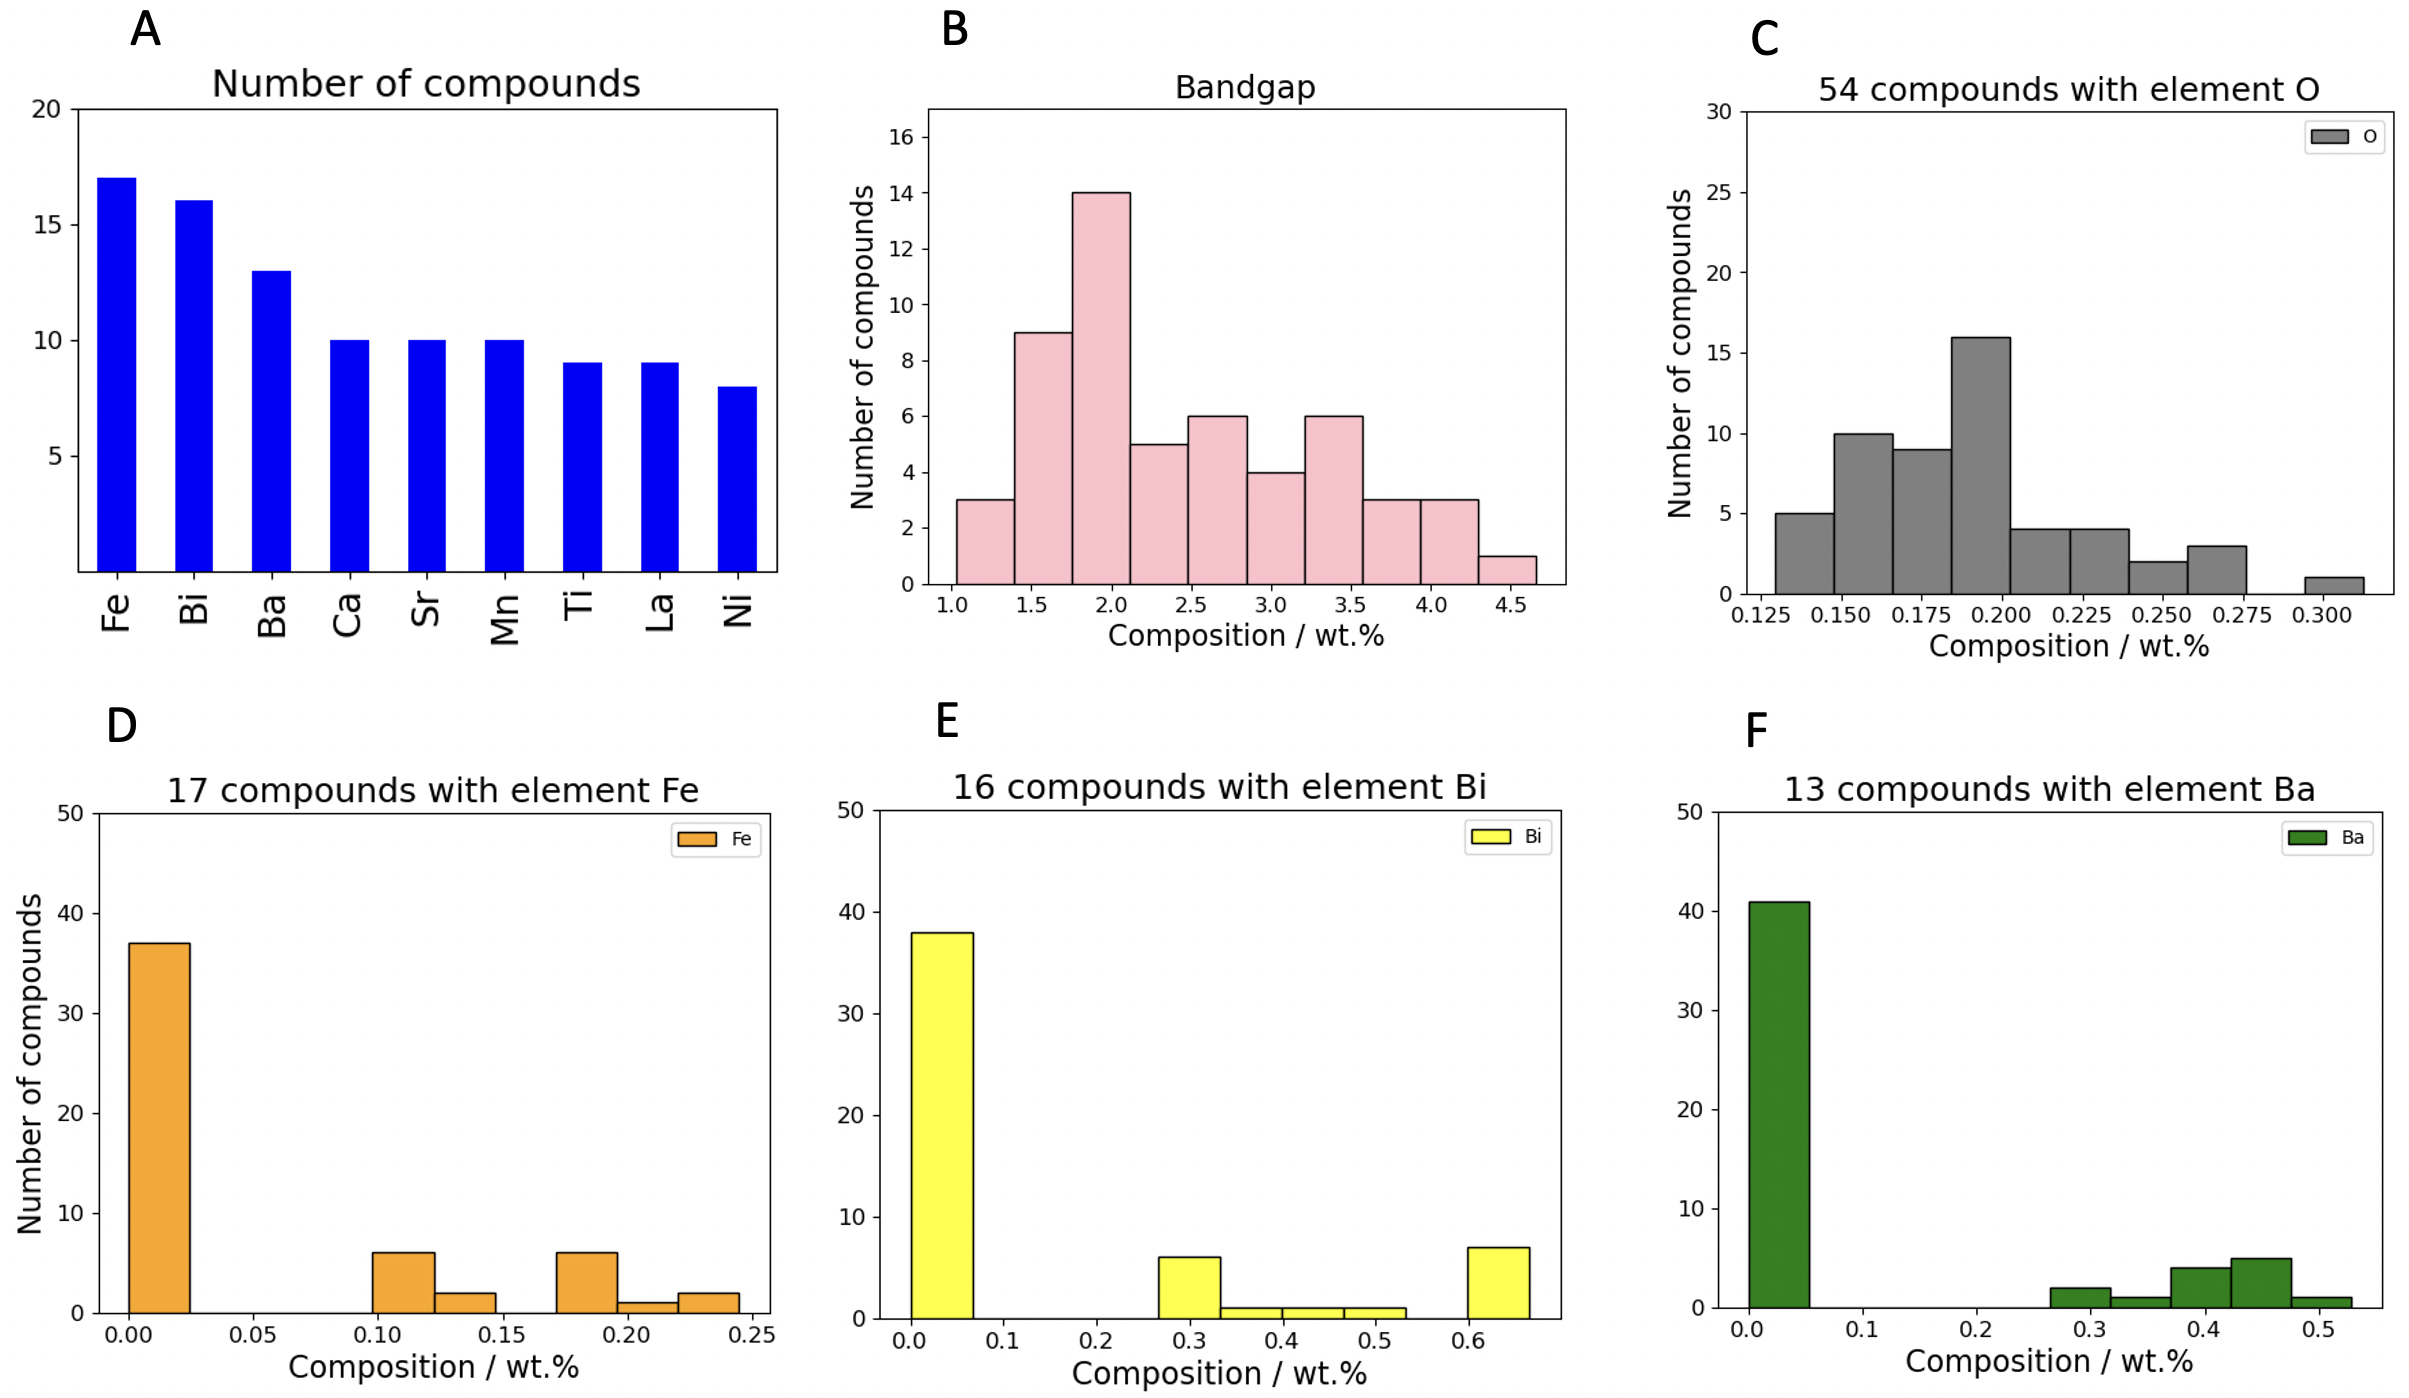 A
Number of compounds
20
15
10
5
Fe Bi Ba Ca Sr Mn Ti La Ni
B
Bandgap
Number of compounds
16
14
12
10
8
6
4
2
0
1.0 1.5 2.0 2.5 3.0 3.5 4.0 4.5
Composition / wt.%
C
54 compounds with element O
O
Number of compounds
30
25
20
15
10
5
0
0.125 0.150 0.175 0.200 0.225 0.250 0.275 0.300
Composition / wt.%
D
17 compounds with element Fe
Fe
Number of compounds
50
40
30
20
10
0
0.00 0.05 0.10 0.15 0.20 0.25
Composition / wt.%
E
16 compounds with element Bi
Bi
50
40
30
20
10
0
0.0 0.1 0.2 0.3 0.4 0.5 0.6
Composition / wt.%
F
13 compounds with element Ba
Ba
50
40
30
20
10
0
0.0 0.1 0.2 0.3 0.4 0.5
Composition / wt.%